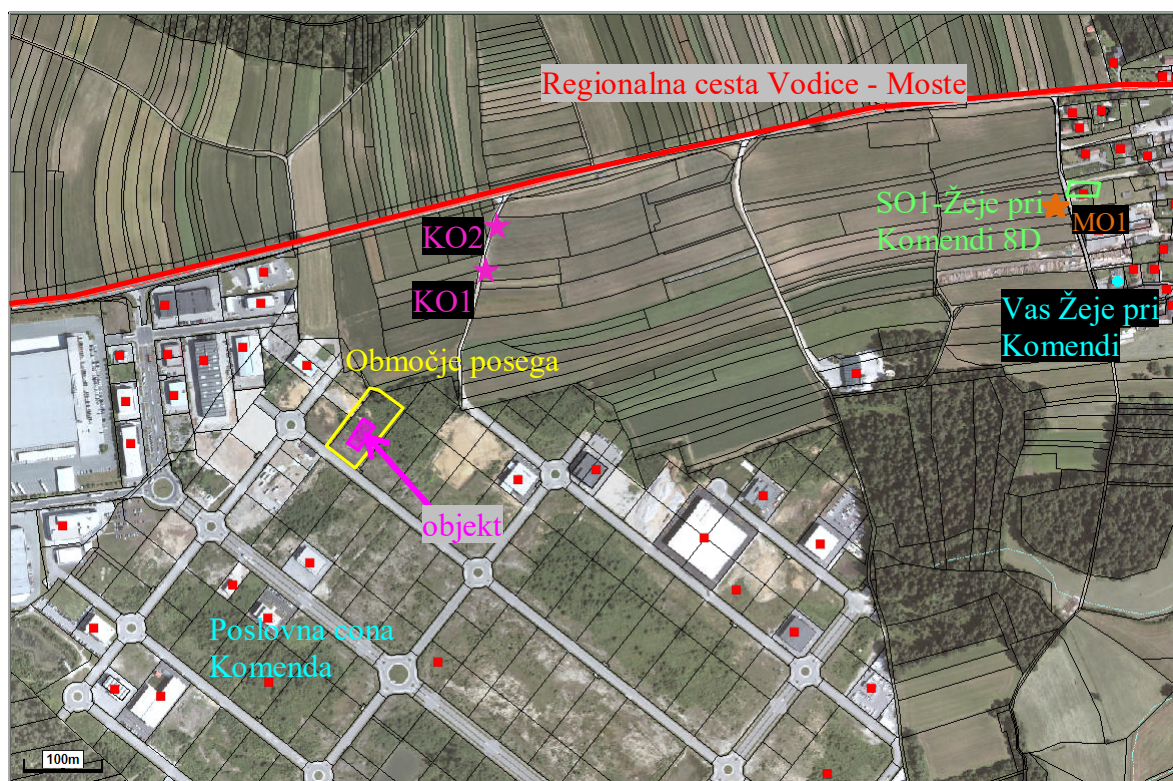 Regionalna cesta Vodice - Moste
SO1-Žeje pri
Komendi 8D
MO1
KO2
KO1
Vas Žeje pri
Komendi
Območje posega
objekt
Poslovna cona
Komenda
100m